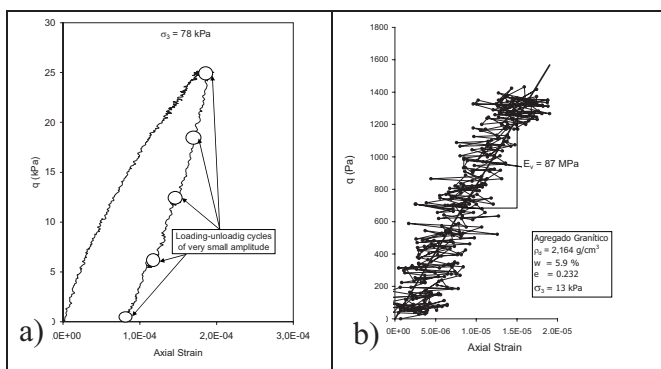 σ3 = 78 kPa
30
25
20
15
10
5
0
q (kPa)
Loading-unloadig cycles
of very small amplitude
0,E+00
1,0E-04
2,0E-04
3,0E-04
Axial Strain
a)
1800
1600
1400
1200
1000
800
600
400
200
0
q (Pa)
Ev = 87 MPa
Agregado Granítico
ρd = 2,164 g/cm3
w = 5.9 %
e = 0.232
σ3 = 13 kPa
0.E+00
5.0E-06
1.0E-05
1.5E-05
2.0E-05
Axial Strain
b)